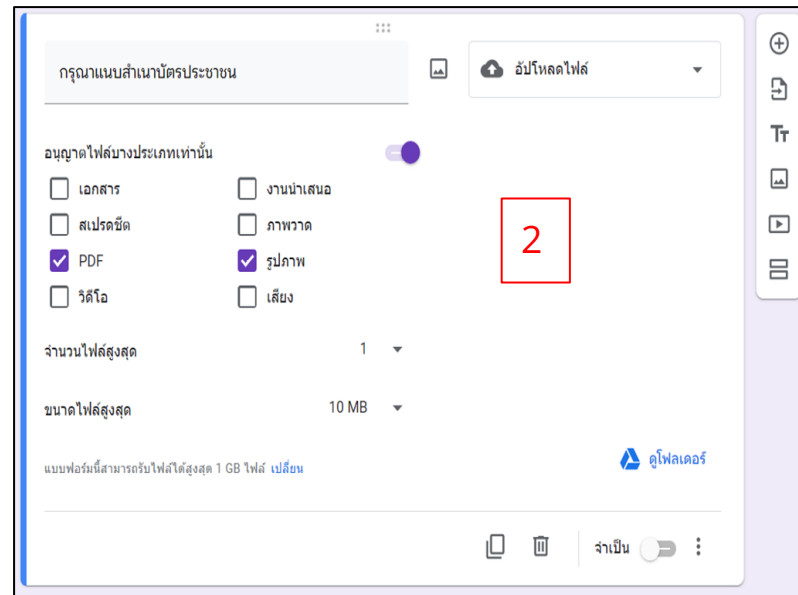 กรุณาแนบสำเนาบัตรประชาชน
อัปโหลดไฟล์
อนุญาตไฟล์บางประเภทเท่านั้น
เอกสาร งานนำเสนอ
สเปรดชีต ภาพวาด
2
PDF รูปภาพ
วิดีโอ เสียง
จำนวนไฟล์สูงสุด 1
ขนาดไฟล์สูงสุด 10 MB
แบบฟอร์มนี้สามารถรับไฟล์ได้สูงสุด 1 GB ไฟล์ เปลี่ยน
ดูโฟลเดอร์
จำเป็น
Tт